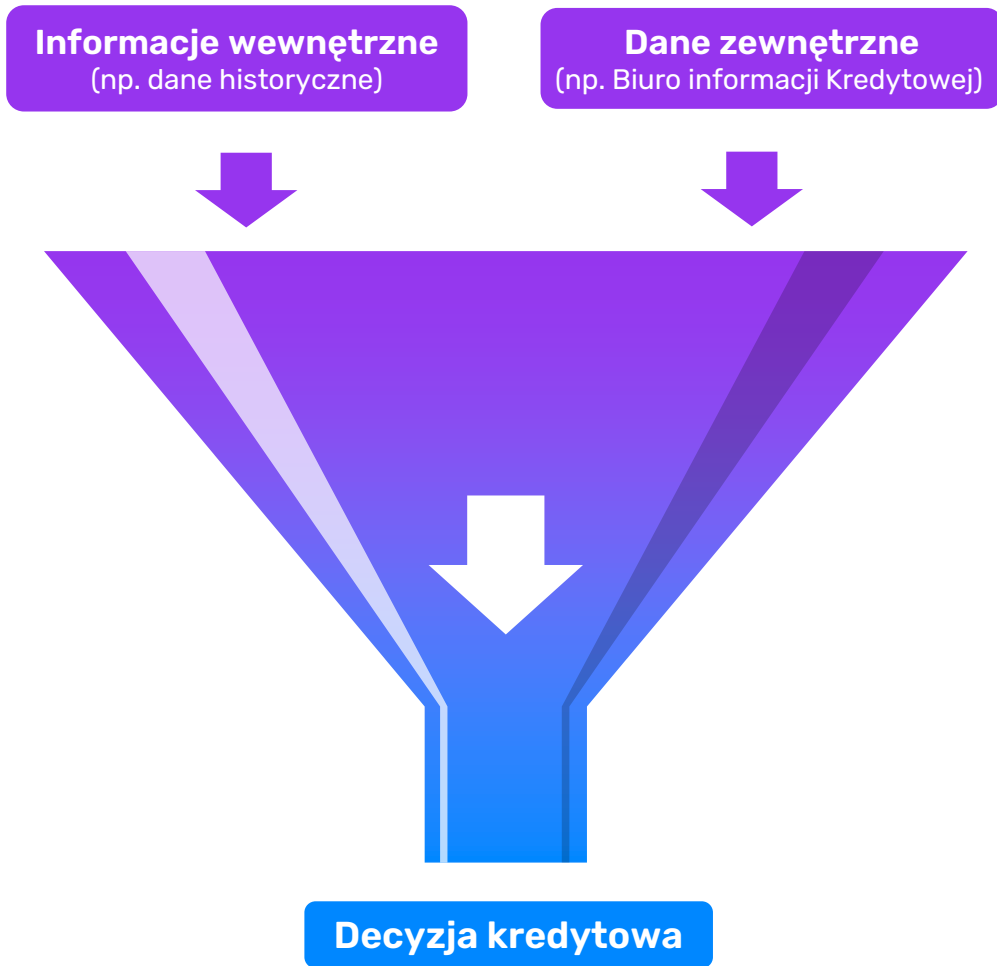 Informacje wewnętrzne
(np. dane historyczne)
Dane zewnętrzne
(np. Biuro informacji Kredytowej)
Decyzja kredytowa